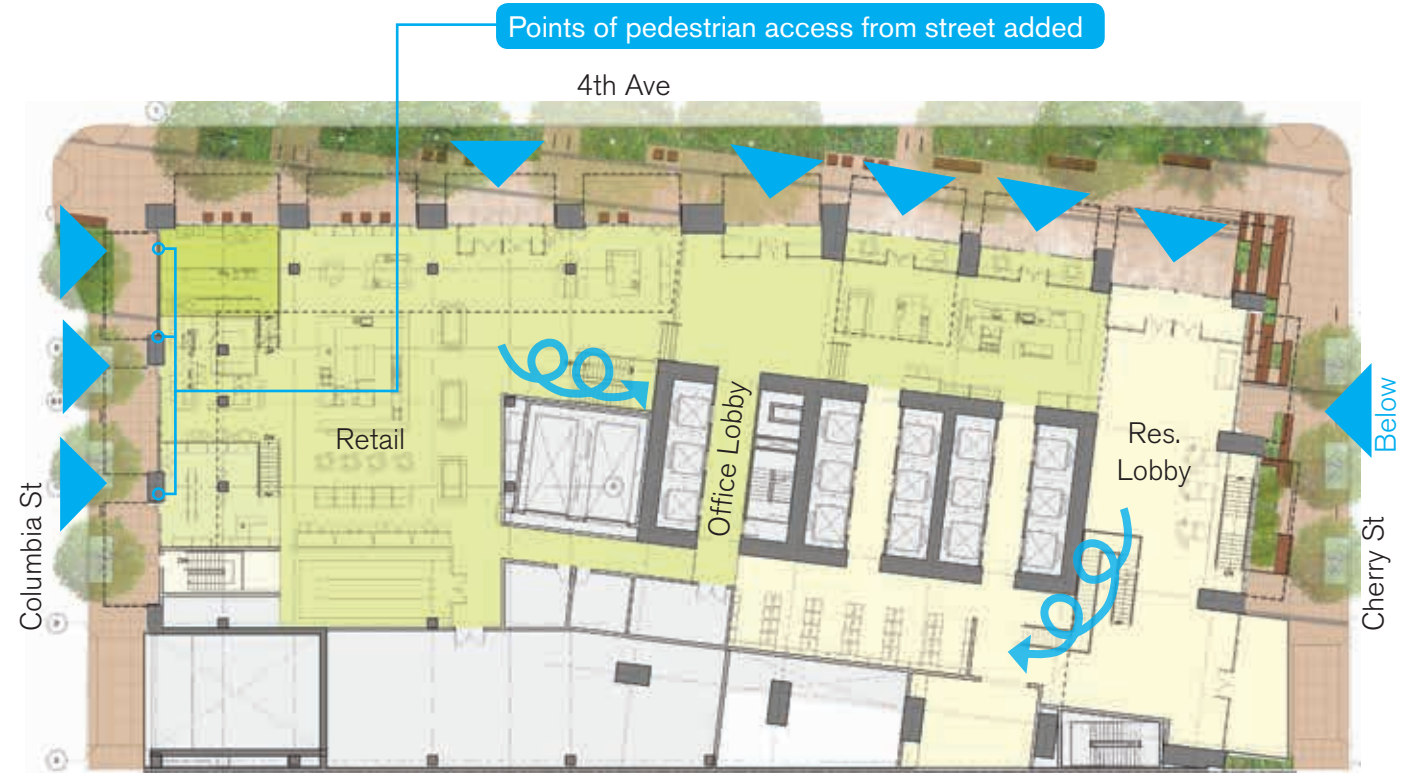 Points of pedestrian access from street added
4th Ave
Retail
Office Lobby
Res.
Lobby
Below
Columbia St
Cherry St